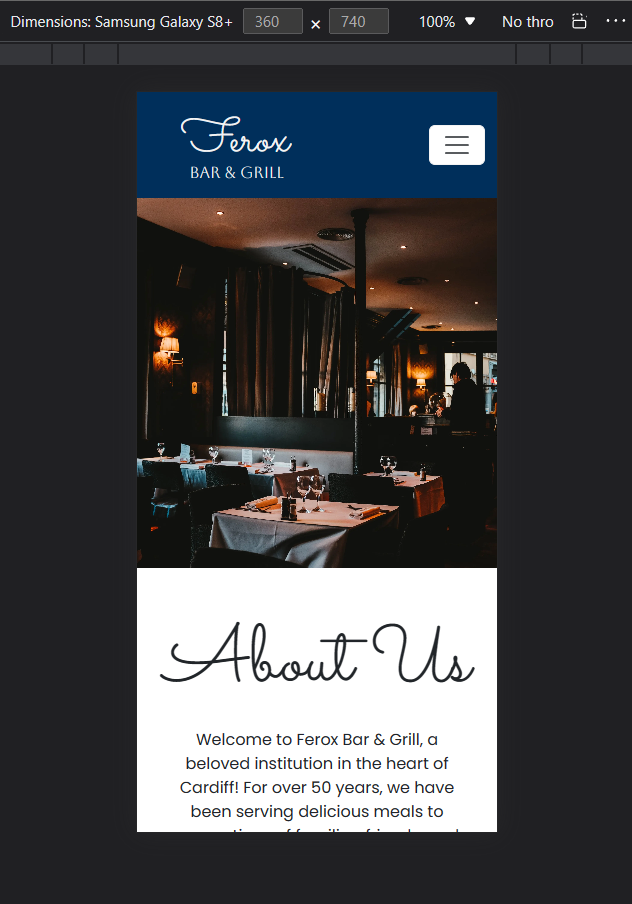 Dimensions: Samsung Galaxy S8+ 360 × 740 100% No thro
Ferox
BAR & GRILL
About Us
Welcome to Ferox Bar & Grill, a
beloved institution in the heart of
Cardiff! For over 50 years, we have
been serving delicious meals to